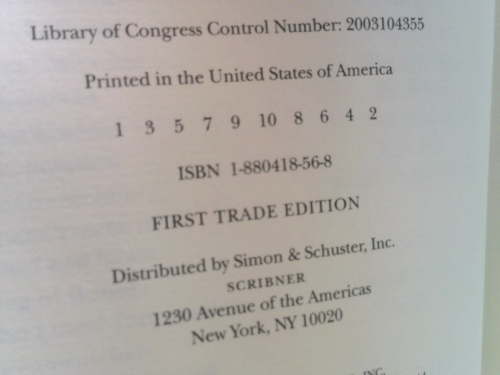 Library of Congress Control Number: 2003104355
Printed in the United States of America
1 3 5 7 9 10 8 6 4 2
ISBN 1-880418-56-8
FIRST TRADE EDITION
Distributed by Simon & Schuster, Inc.
SCRIBNER
1230 Avenue of the Americas
New York, NY 10020
INC.